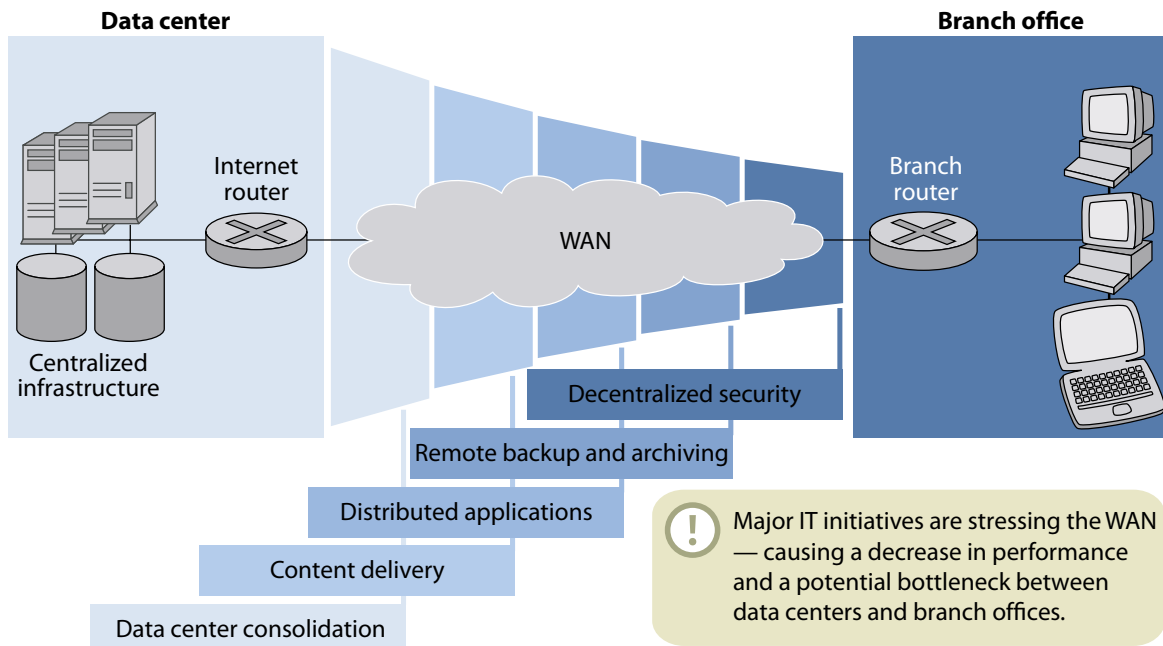 Data center
Branch office
Internet
router
Branch
router
WAN
Centralized
infrastructure
Decentralized security
Remote backup and archiving
Distributed applications
Content delivery
Data center consolidation
! Major IT initiatives are stressing the WAN
— causing a decrease in performance
and a potential bottleneck between
data centers and branch offices.